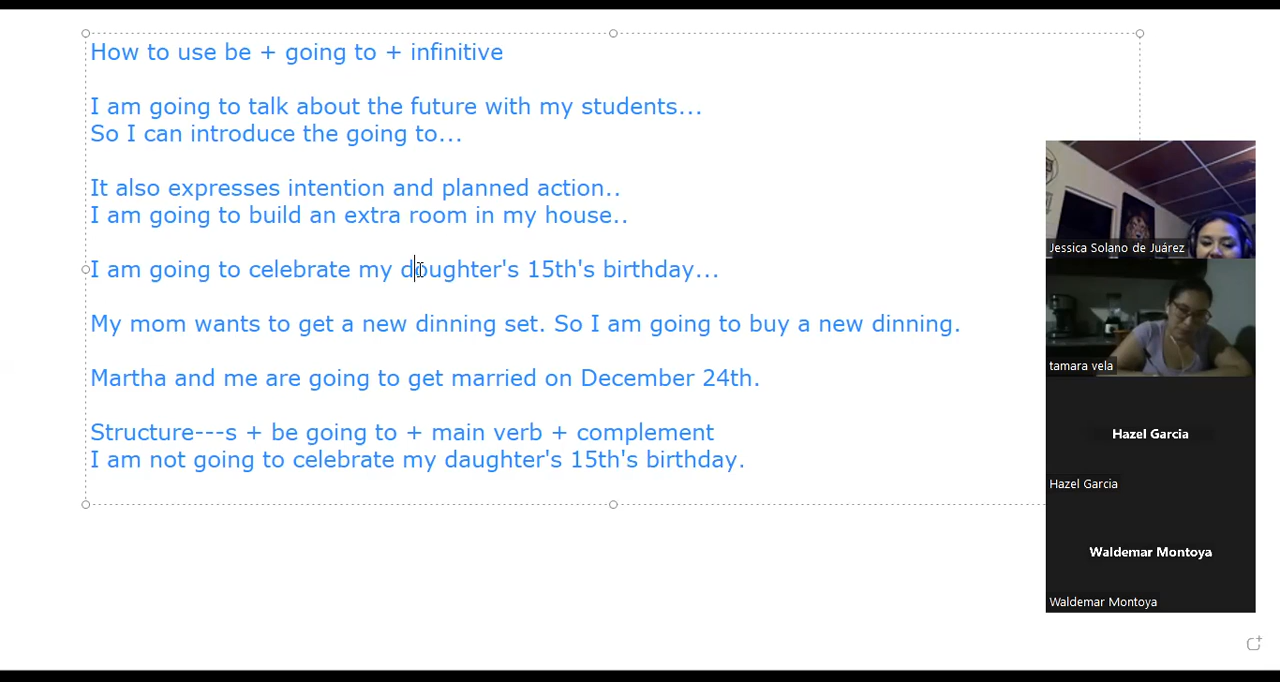 How to use be + going to + infinitive
I am going to talk about the future with my students...
So I can introduce the going to...
It also expresses intention and planned action..
I am going to build an extra room in my house..
I am going to celebrate my doughter's 15th's birthday...
My mom wants to get a new dinning set. So I am going to buy a new dinning.
Martha and me are going to get married on December 24th.
Structure---s + be going to + main verb + complement
I am not going to celebrate my daughter's 15th's birthday.
Jessica Solano de Juárez
tamara vela
Hazel Garcia
Hazel Garcia
Waldemar Montoya
Waldemar Montoya